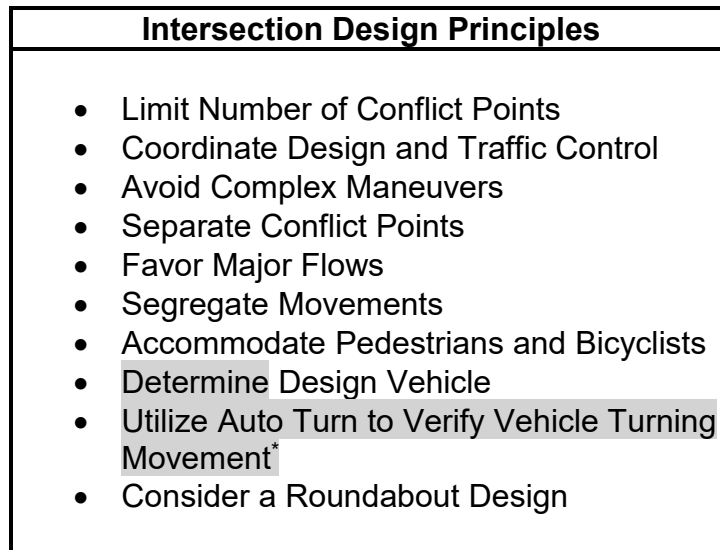 Intersection Design Principles
• Limit Number of Conflict Points
• Coordinate Design and Traffic Control
• Avoid Complex Maneuvers
• Separate Conflict Points
• Favor Major Flows
• Segregate Movements
• Accommodate Pedestrians and Bicyclists
• Determine Design Vehicle
• Utilize Auto Turn to Verify Vehicle Turning
Movement*
• Consider a Roundabout Design